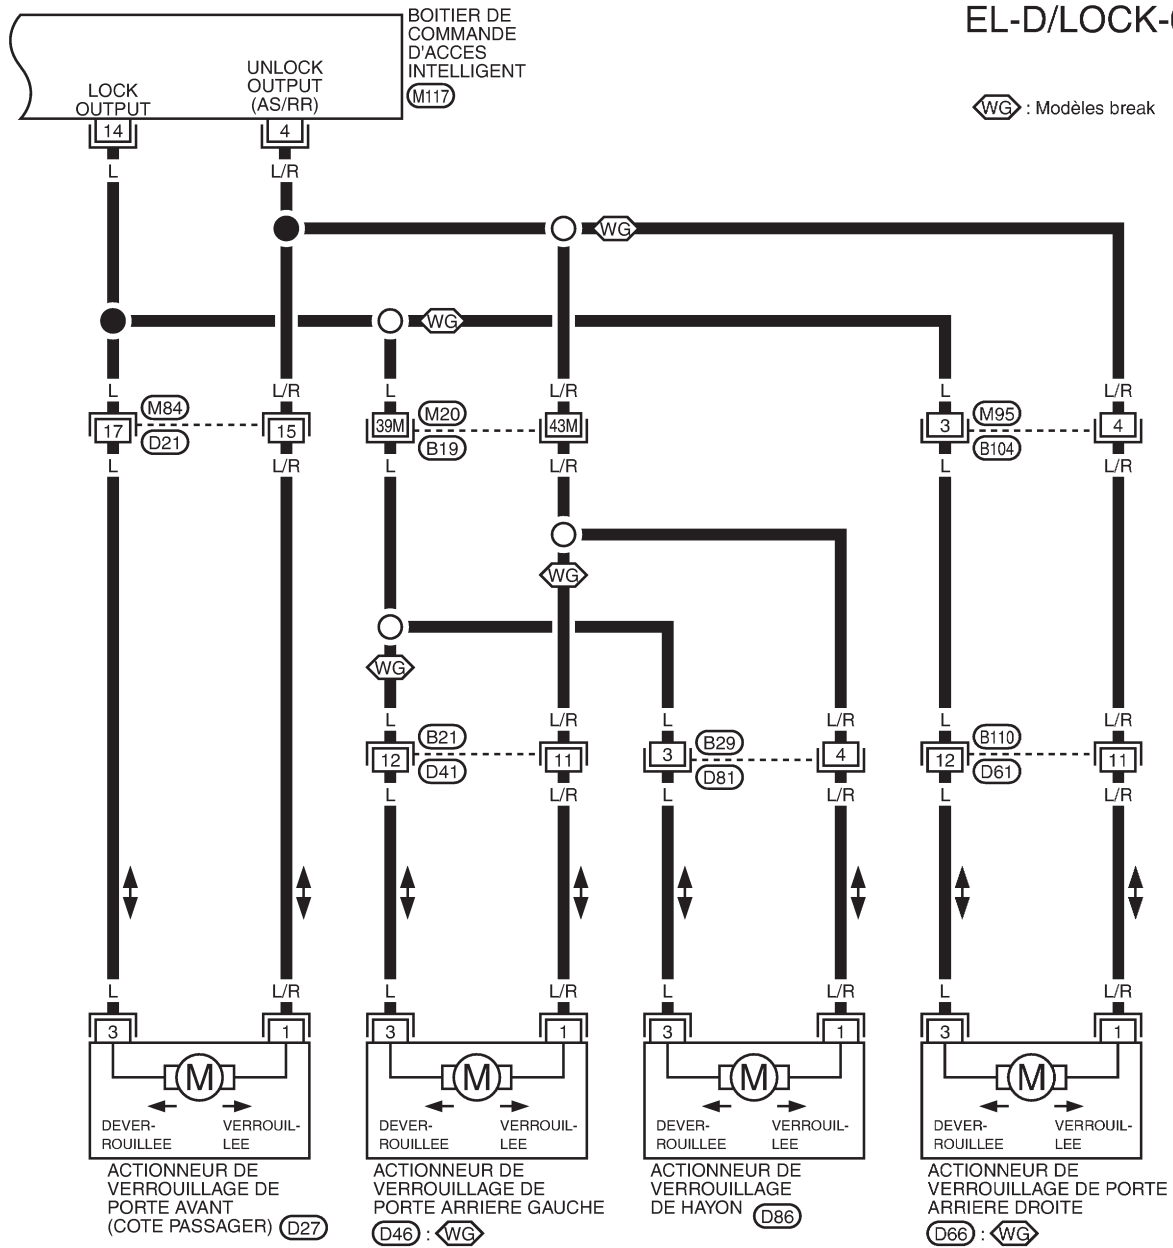 BOITIER DE
COMMANDE
D'ACCES
INTELLIGENT
M117
EL-D/LOCK-
WG : Modèles break
LOCK
OUTPUT
UNLOCK
OUTPUT
(AS/RR)
14
4
L
L/R
WG
WG
L
L/R
L
L/R
L
L/R
17
M84
D21
15
39M
M20
B19
43M
3
M95
B104
4
L
L/R
L
L/R
L
L/R
WG
WG
L
L/R
L
L/R
L
L/R
12
B21
D41
11
3
B29
D81
4
12
B110
D61
11
L
L/R
L
L/R
L
L/R
L
L/R
L
L/R
L
L/R
L
L/R
3
1
3
1
3
1
3
1
M
M
M
M
DEVER-
ROUILLEE
VERROUIL-
LEE
DEVER-
ROUILLEE
VERROUIL-
LEE
DEVER-
ROUILLEE
VERROUIL-
LEE
DEVER-
ROUILLEE
VERROUIL-
LEE
ACTIONNEUR DE
VERROUILLAGE DE
PORTE AVANT
(COTE PASSAGER) D27
ACTIONNEUR DE
VERROUILLAGE DE
PORTE ARRIERE GAUCHE
D46 : WG
ACTIONNEUR DE
VERROUILLAGE
DE HAYON D86
ACTIONNEUR DE
VERROUILLAGE DE PORTE
ARRIERE DROITE
D66 : WG